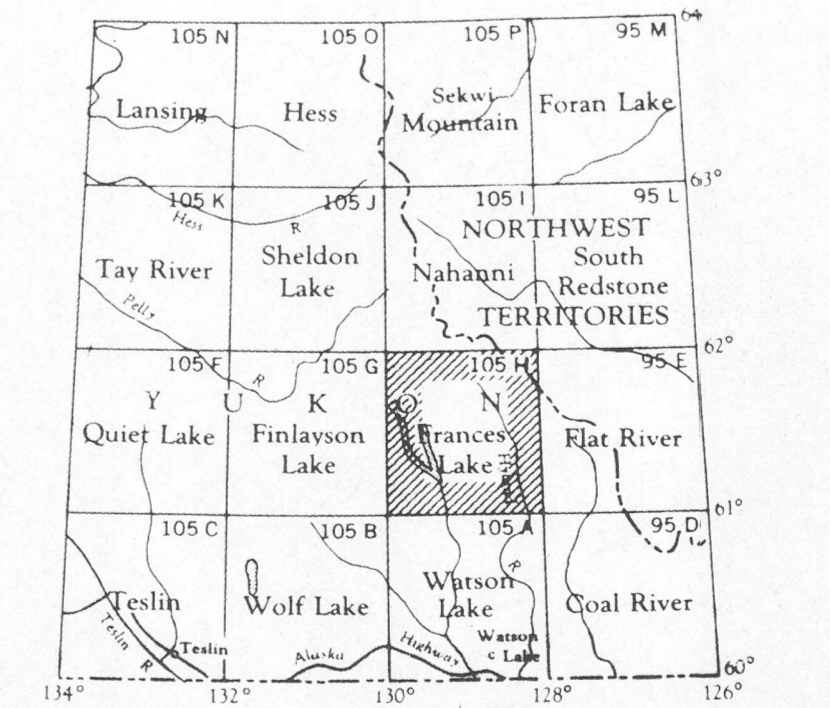 64°
105 N 105 O 105 P 95 M
Lansing Hess Sekwi
Mountain Foran Lake
63°
105 K 105 J 105 I 95 L
Hess R
NORTHWEST
Tay River Sheldon
Lake Nahanni South
Redstone
TERRITORIES
Pelly R
62°
105 F 105 G 105 H 95 E
Y U K O N
Quiet Lake Finlayson
Lake Frances
Lake Flat River
61°
105 C 105 B 105 A 95 D
R
Teslin Wolf Lake Watson
Lake Coal River
Teslin R Teslin Alaska Highway Watson
Lake
60°
134° 132° 130° 128° 126°